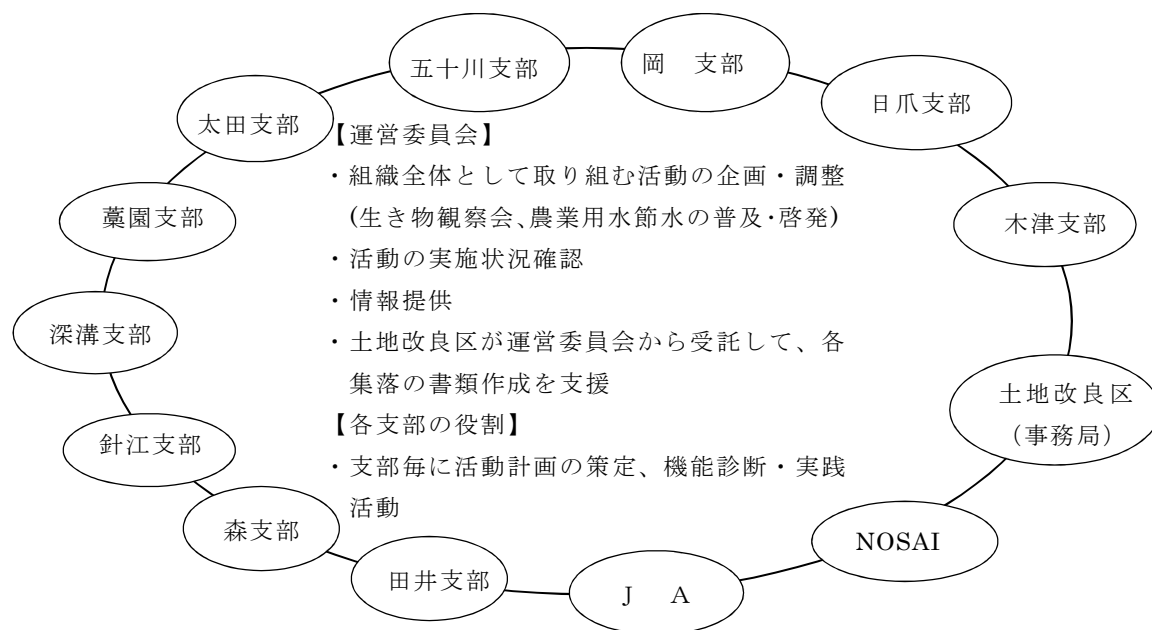 五十川支部
岡　支部
日爪支部
太田支部
【運営委員会】
・組織全体として取り組む活動の企画・調整
(生き物観察会、農業用水節水の普及・啓発)
藁園支部
木津支部
・活動の実施状況確認
・情報提供
深溝支部
・土地改良区が運営委員会から受託して、各
集落の書類作成を支援
土地改良区
（事務局）
【各支部の役割】
針江支部
・支部毎に活動計画の策定、機能診断・実践
活動
森支部
NOSAI
田井支部
J　A